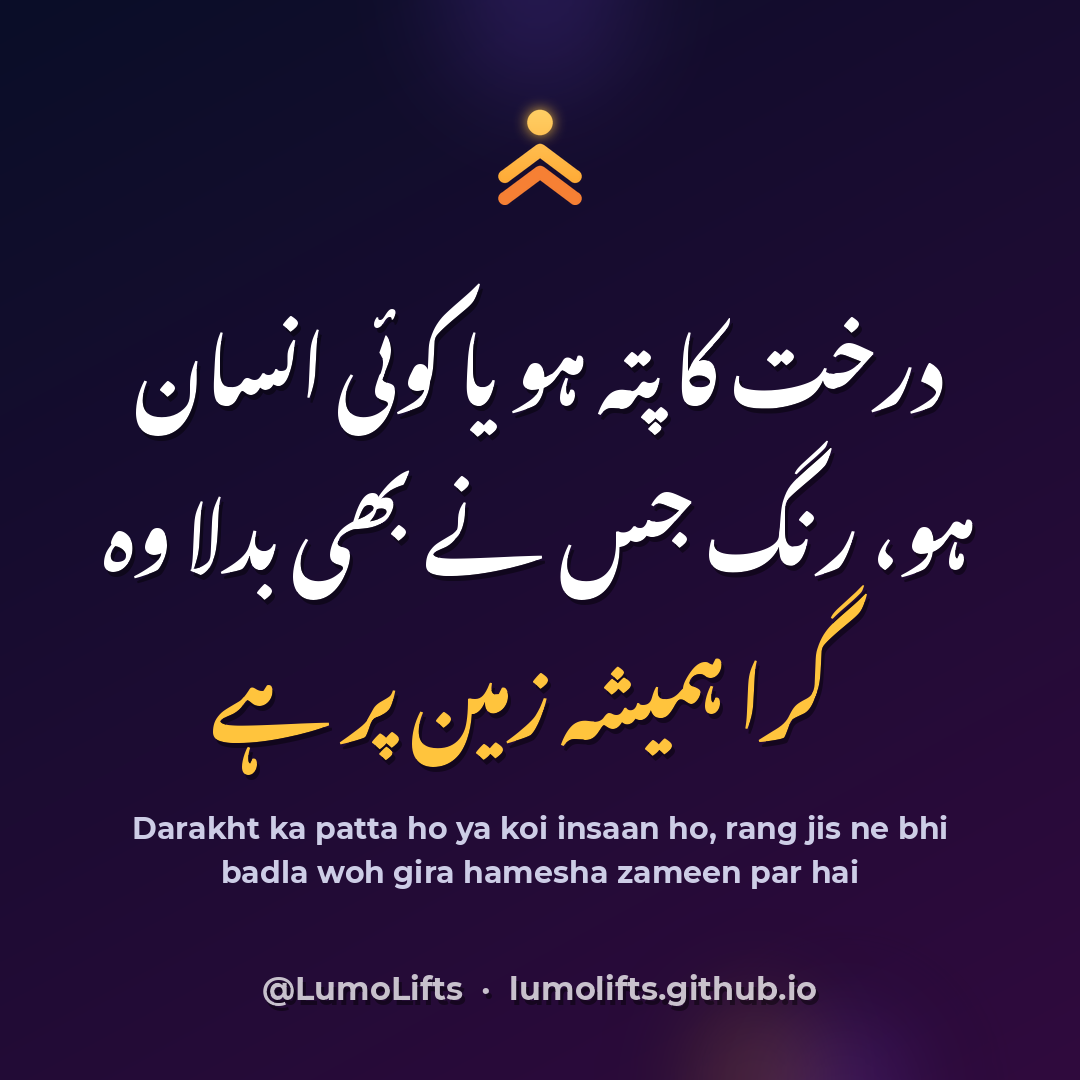 درخت کا پتہ ہو یا کوئی انسان
ہو، رنگ جس نے بھی بدلا وہ
گرا ہمیشہ زمین پر ہے
Darakht ka patta ho ya koi insaan ho, rang jis ne bhi
badla woh gira hamesha zameen par hai
@LumoLifts · lumolifts.github.io